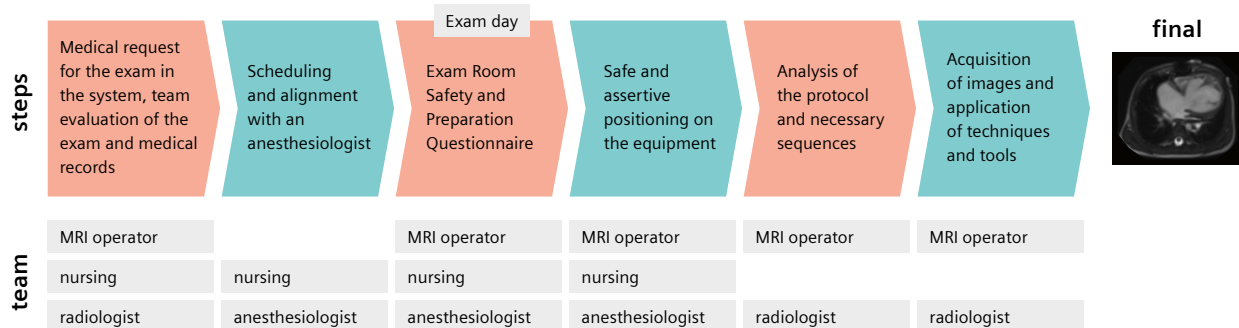 Exam day
final
steps
Medical request
for the exam in
the system, team
evaluation of the
exam and medical
records
Scheduling
and alignment
with an
anesthesiologist
Exam Room
Safety and
Preparation
Questionnaire
Safe and
assertive
positioning on
the equipment
Analysis of
the protocol
and necessary
sequences
Acquisition
of images and
application
of techniques
and tools
team
MRI operator
MRI operator
MRI operator
MRI operator
MRI operator
nursing
nursing
nursing
nursing
radiologist
anesthesiologist
anesthesiologist
anesthesiologist
radiologist
radiologist